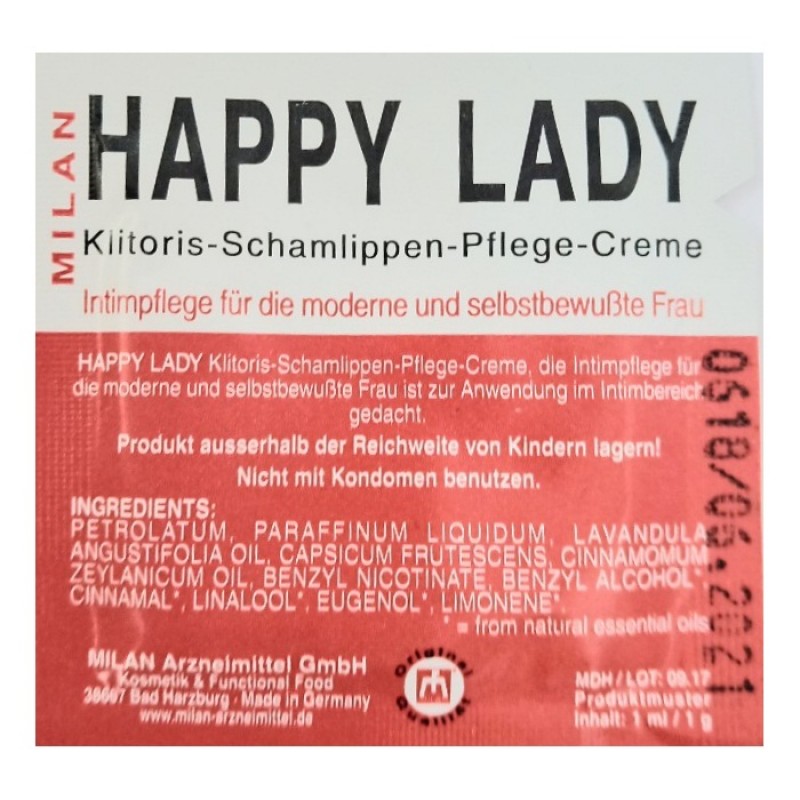 MILAN
HAPPY LADY
Klitoris-Schamlippen-Pflege-Creme
Intimpflege für die moderne und selbstbewußte Frau
HAPPY LADY Klitoris-Schamlippen-Pflege-Creme, die Intimpflege für
die moderne und selbstbewußte Frau ist zur Anwendung im Intimbereich
gedacht.
Produkt ausserhalb der Reichweite von Kindern lagern!
Nicht mit Kondomen benutzen.
INGREDIENTS:
PETROLATUM, PARAFFINUM LIQUIDUM, LAVANDULA
ANGUSTIFOLIA OIL, CAPSICUM FRUTESCENS, CINNAMOMUM
ZEYLANICUM OIL, BENZYL NICOTINATE, BENZYL ALCOHOL*,
CINNAMAL*, LINALOOL*, EUGENOL*, LIMONENE*
* = from natural essential oils
MILAN Arzneimittel GmbH
Kosmetik & Functional Food
38667 Bad Harzburg · Made in Germany
www.milan-arzneimittel.de
Original
Qualität
MDH / LOT: 09.17
Produktmuster
Inhalt: 1 ml / 1 g
0618/06.2021